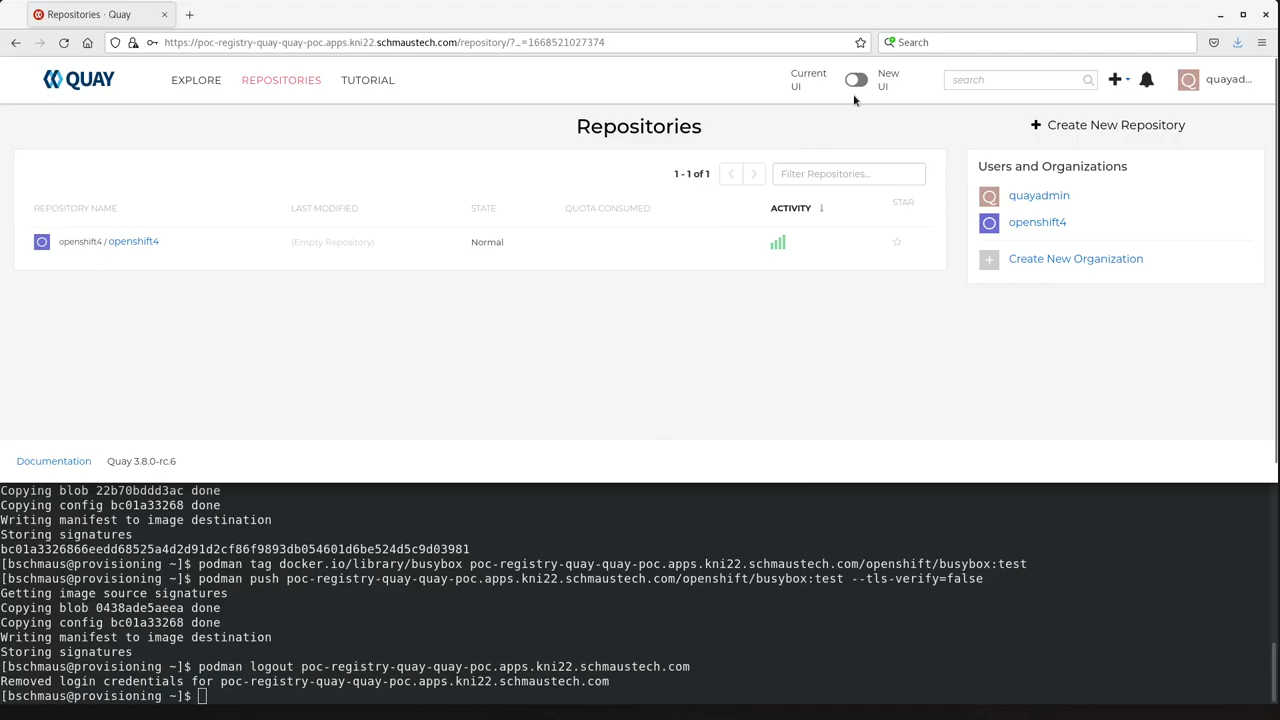 Repositories · Quay
https://poc-registry-quay-quay-poc.apps.kni22.schmaustech.com/repository/?_=1668521027374
Search
QUAY
EXPLORE
REPOSITORIES
TUTORIAL
Current UI
New UI
search
quayad...
Repositories
Create New Repository
1 - 1 of 1
Filter Repositories...
REPOSITORY NAME
LAST MODIFIED
STATE
QUOTA CONSUMED
ACTIVITY ↓
STAR
openshift4 / openshift4
(Empty Repository)
Normal
Users and Organizations
quayadmin
openshift4
Create New Organization
Documentation
Quay 3.8.0-rc.6
Copying blob 22b70bddd3ac done
Copying config bc01a33268 done
Writing manifest to image destination
Storing signatures
bc01a3326866eedd68525a4d2d91d2cf86f9893db054601d6be524d5c9d03981
[bschmaus@provisioning ~]$ podman tag docker.io/library/busybox poc-registry-quay-quay-poc.apps.kni22.schmaustech.com/openshift/busybox:test
[bschmaus@provisioning ~]$ podman push poc-registry-quay-quay-poc.apps.kni22.schmaustech.com/openshift/busybox:test --tls-verify=false
Getting image source signatures
Copying blob 0438ade5aeea done
Copying config bc01a33268 done
Writing manifest to image destination
Storing signatures
[bschmaus@provisioning ~]$ podman logout poc-registry-quay-quay-poc.apps.kni22.schmaustech.com
Removed login credentials for poc-registry-quay-quay-poc.apps.kni22.schmaustech.com
[bschmaus@provisioning ~]$